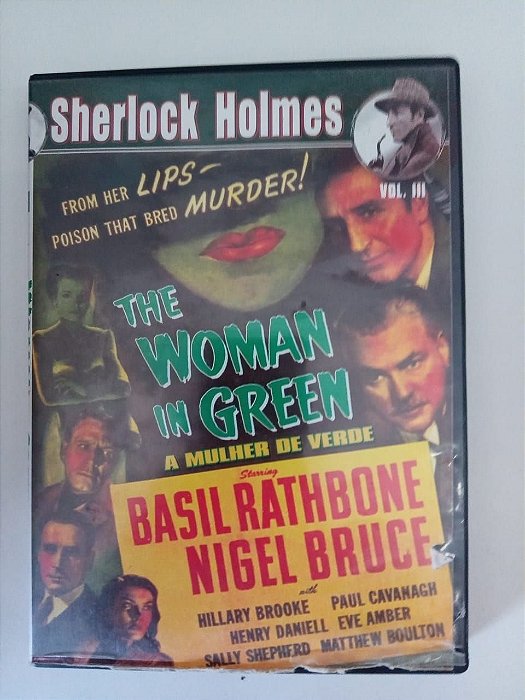 Sherlock Holmes
VOL. III
FROM HER LIPS-
POISON THAT BRED MURDER!
THE
WOMAN
IN GREEN
A MULHER DE VERDE
Starring
BASIL RATHBONE
NIGEL BRUCE
with
HILLARY BROOKE PAUL CAVANAGH
HENRY DANIELL EVE AMBER
SALLY SHEPHERD MATTHEW BOULTON